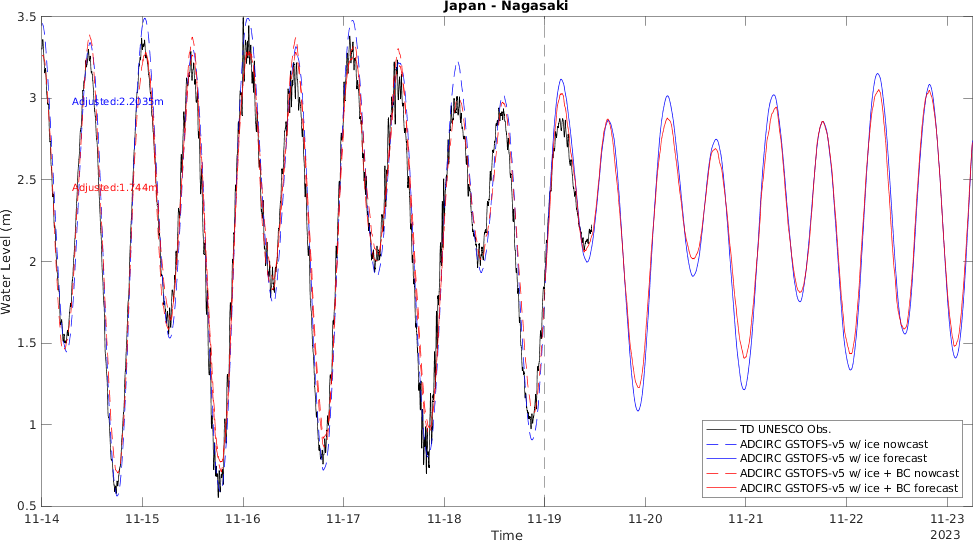 Japan - Nagasaki
3.5
3
2.5
2
1.5
1
0.5
Water Level (m)
Adjusted:2.2035m
Adjusted:1.744m
TD UNESCO Obs.
ADCIRC GSTOFS-v5 w/ ice nowcast
ADCIRC GSTOFS-v5 w/ ice forecast
ADCIRC GSTOFS-v5 w/ ice + BC nowcast
ADCIRC GSTOFS-v5 w/ ice + BC forecast
11-14 11-15 11-16 11-17 11-18 11-19 11-20 11-21 11-22 11-23
2023
Time